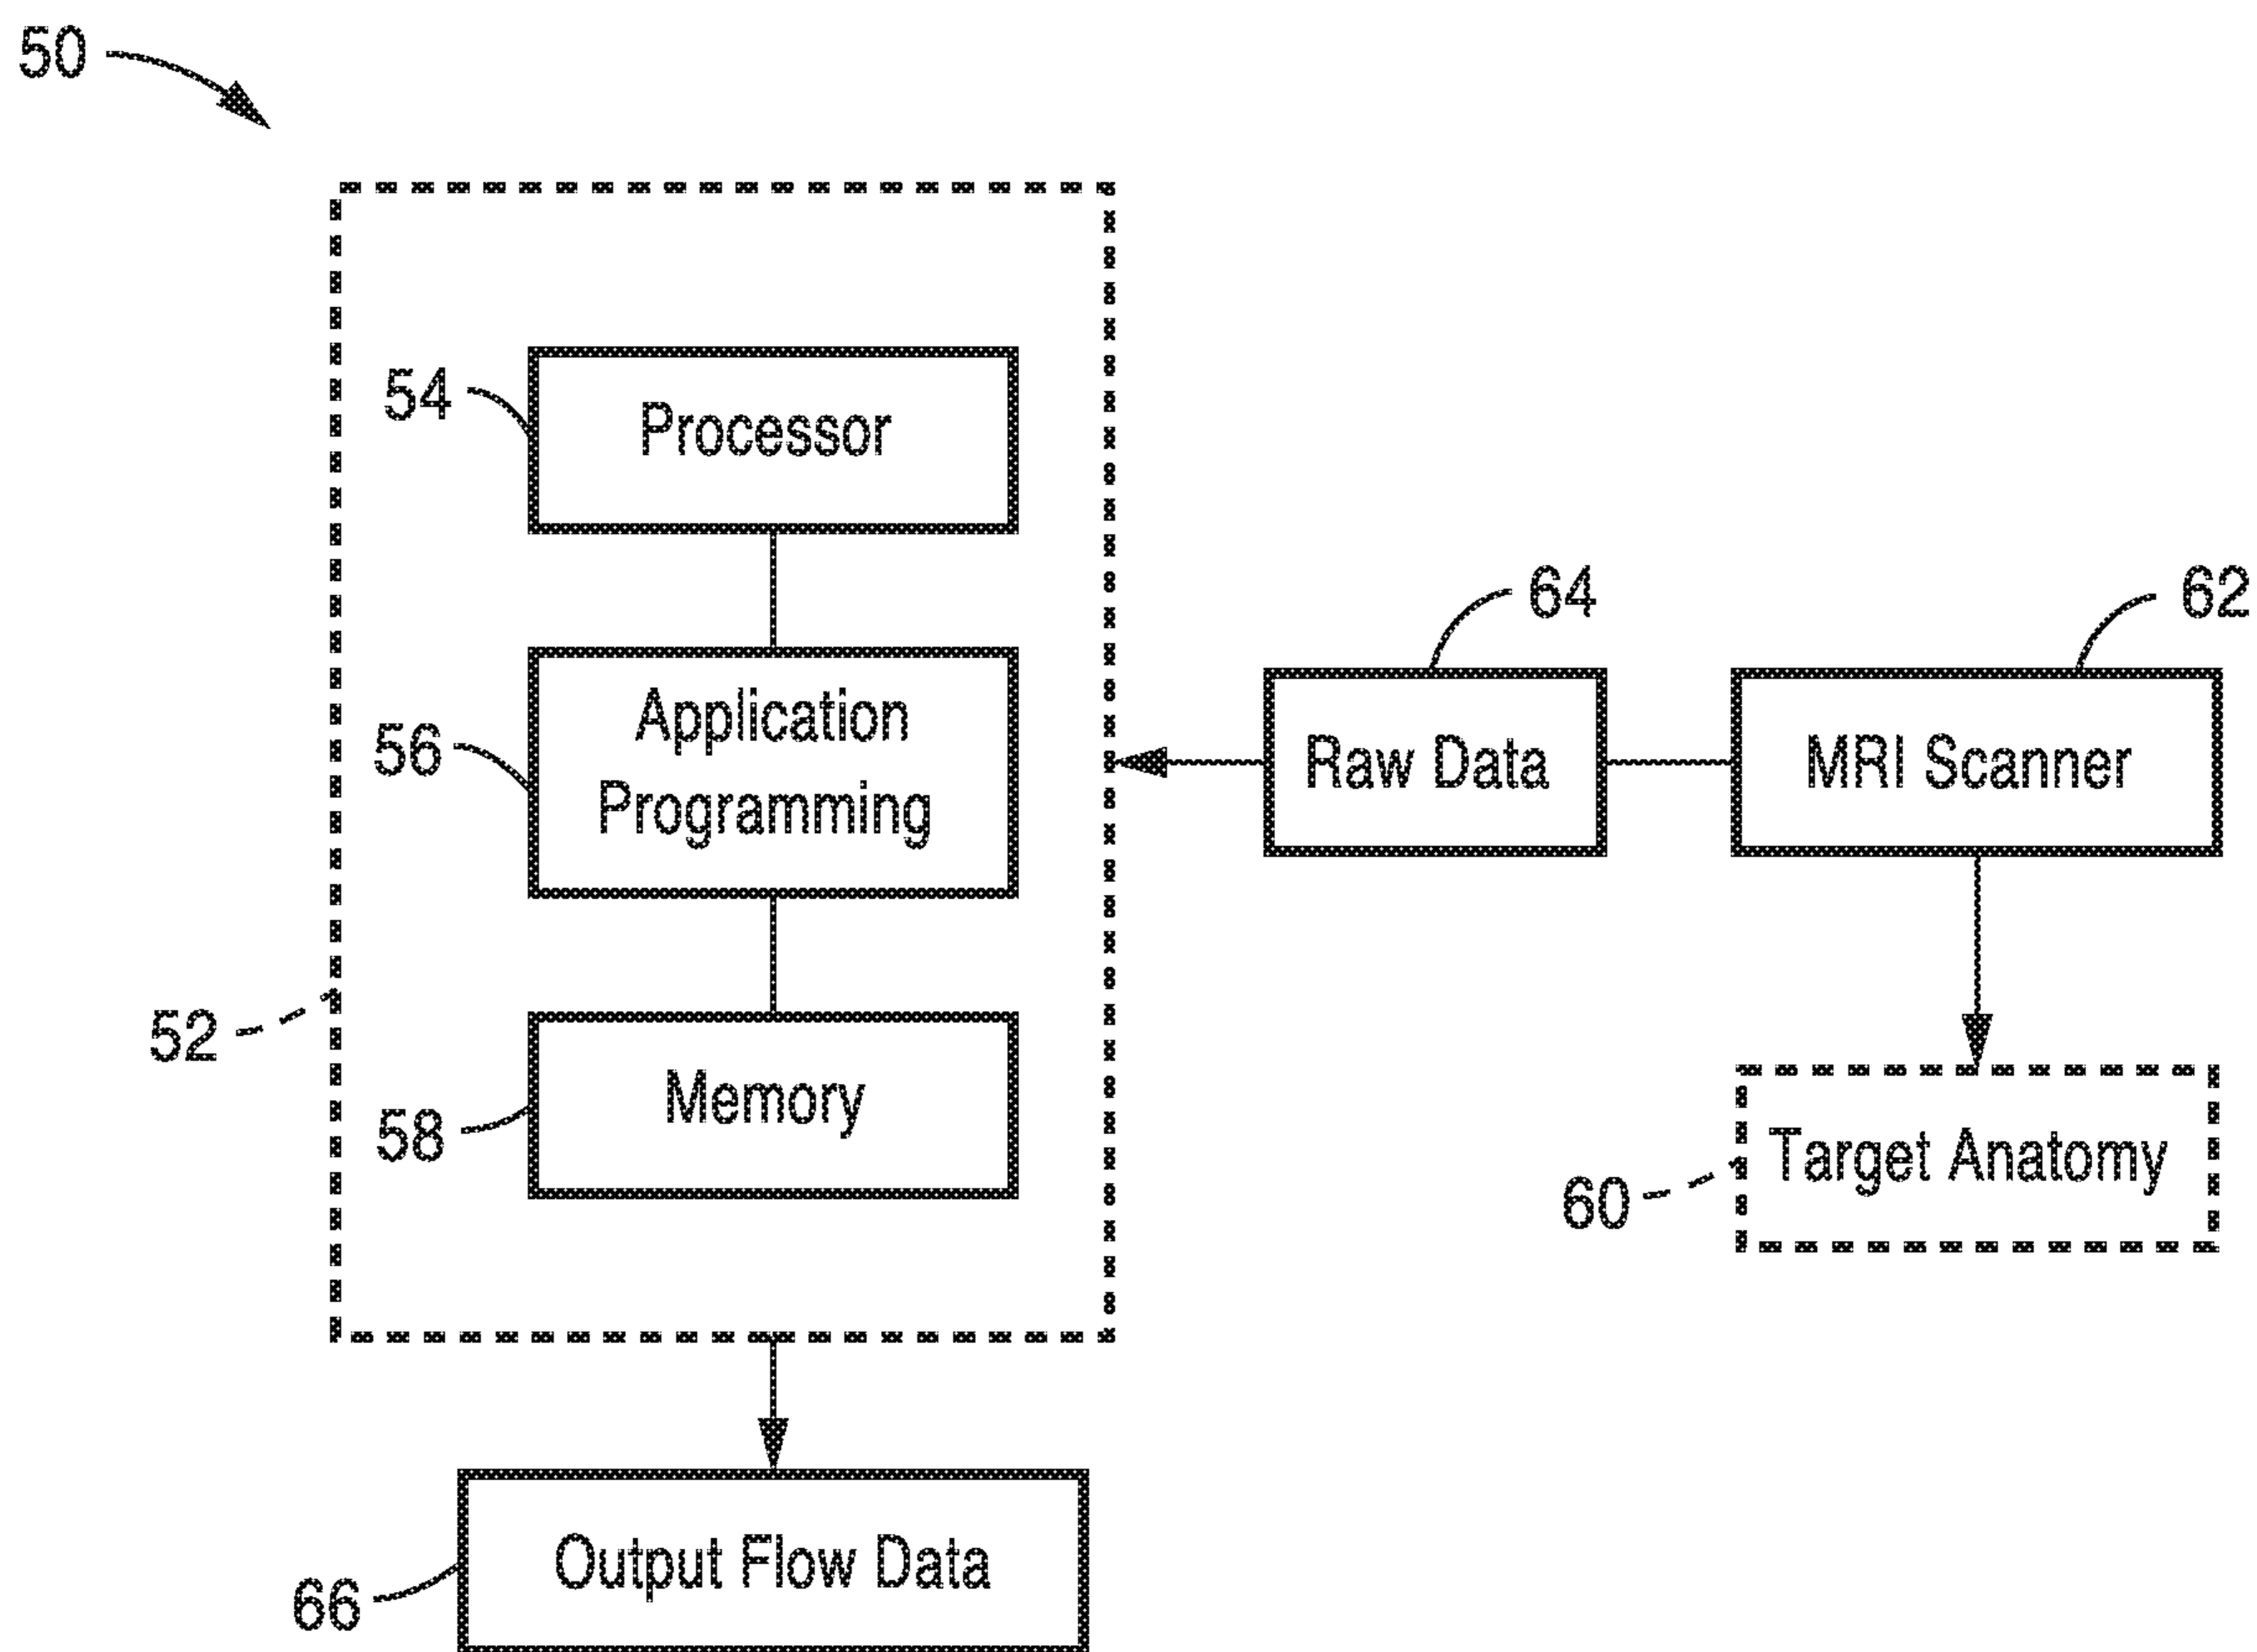 50
54
Processor
64
62
56
Application
Programming
Raw Data
MRI Scanner
52
58
Memory
60
Target Anatomy
66
Output Flow Data